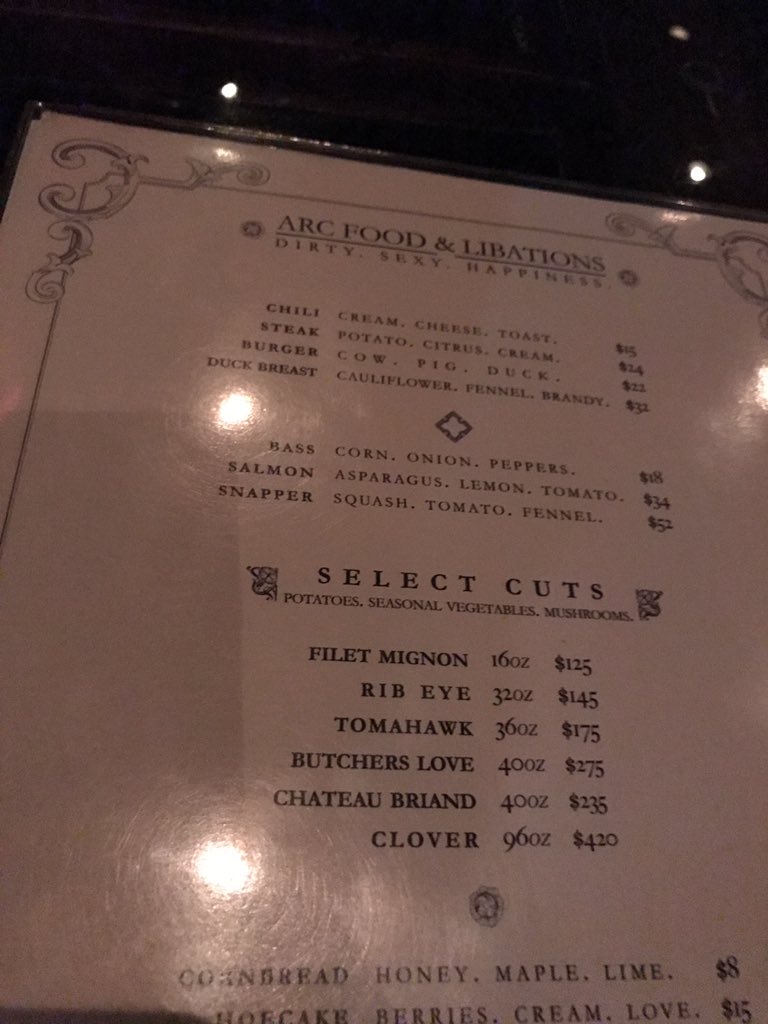 ARC FOOD & LIBATIONS
DIRTY. SEXY. HAPPINESS.
CHILI CREAM. CHEESE. TOAST. $15
STEAK POTATO. CITRUS. CREAM. $24
BURGER COW. PIG. DUCK. $22
DUCK BREAST CAULIFLOWER. FENNEL. BRANDY. $32
BASS CORN. ONION. PEPPERS. $18
SALMON ASPARAGUS. LEMON. TOMATO. $34
SNAPPER SQUASH. TOMATO. FENNEL. $52
SELECT CUTS
POTATOES. SEASONAL VEGETABLES. MUSHROOMS.
FILET MIGNON 16OZ $125
RIB EYE 32OZ $145
TOMAHAWK 36OZ $175
BUTCHERS LOVE 40OZ $275
CHATEAU BRIAND 40OZ $235
CLOVER 96OZ $420
CORNBREAD HONEY. MAPLE. LIME. $8
HOECAKE BERRIES. CREAM. LOVE. $15